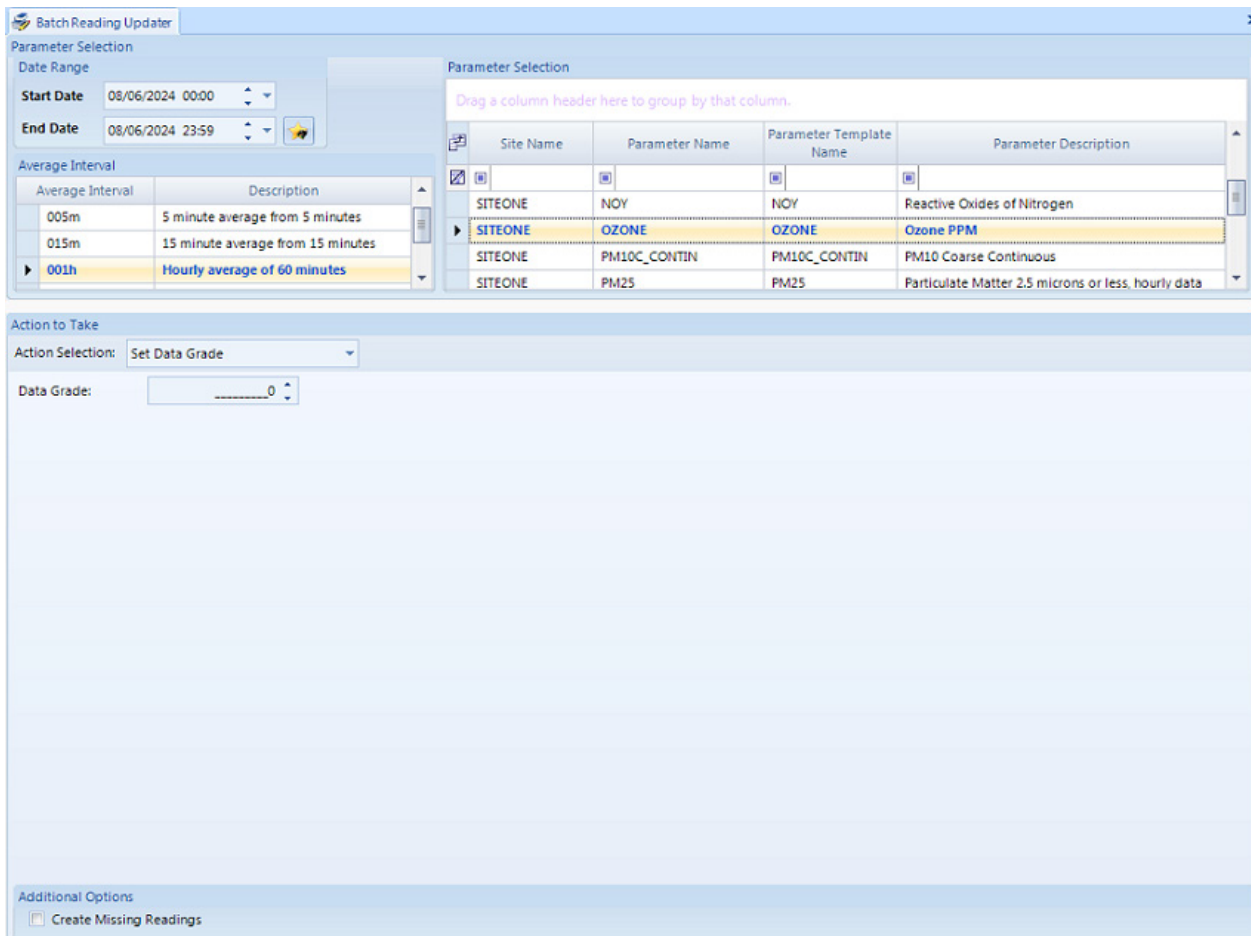 Batch Reading Updater
Parameter Selection
Date Range
Start Date 08/06/2024 00:00
End Date 08/06/2024 23:59
Average Interval
Average Interval Description
005m 5 minute average from 5 minutes
015m 15 minute average from 15 minutes
001h Hourly average of 60 minutes
Parameter Selection
Drag a column header here to group by that column.
Site Name Parameter Name Parameter Template Name Parameter Description
SITEONE NOY NOY Reactive Oxides of Nitrogen
SITEONE OZONE OZONE Ozone PPM
SITEONE PM10C_CONTIN PM10C_CONTIN PM10 Coarse Continuous
SITEONE PM25 PM25 Particulate Matter 2.5 microns or less, hourly data
Action to Take
Action Selection: Set Data Grade
Data Grade: _________0
Additional Options
Create Missing Readings